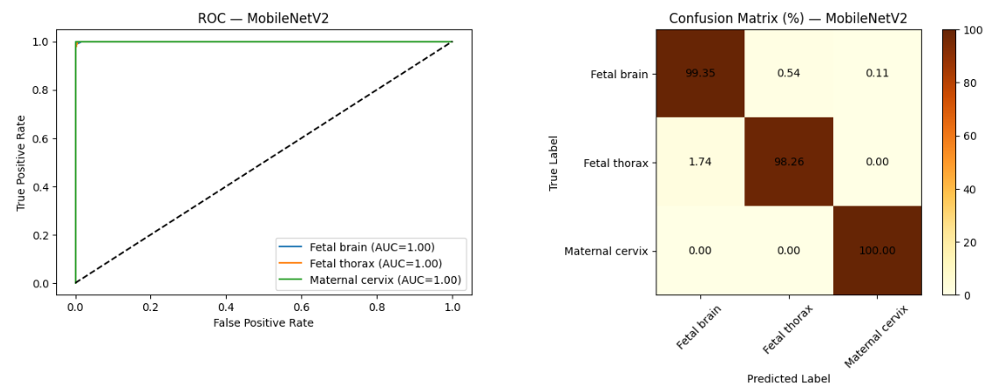 ROC — MobileNetV2
True Positive Rate
1.0
0.8
0.6
0.4
0.2
0.0
0.0 0.2 0.4 0.6 0.8 1.0
False Positive Rate
Fetal brain (AUC=1.00)
Fetal thorax (AUC=1.00)
Maternal cervix (AUC=1.00)
Confusion Matrix (%) — MobileNetV2
True Label
Fetal brain 99.35 0.54 0.11
Fetal thorax 1.74 98.26 0.00
Maternal cervix 0.00 0.00 100.00
Fetal brain
Fetal thorax
Maternal cervix
Predicted Label
100
80
60
40
20
0